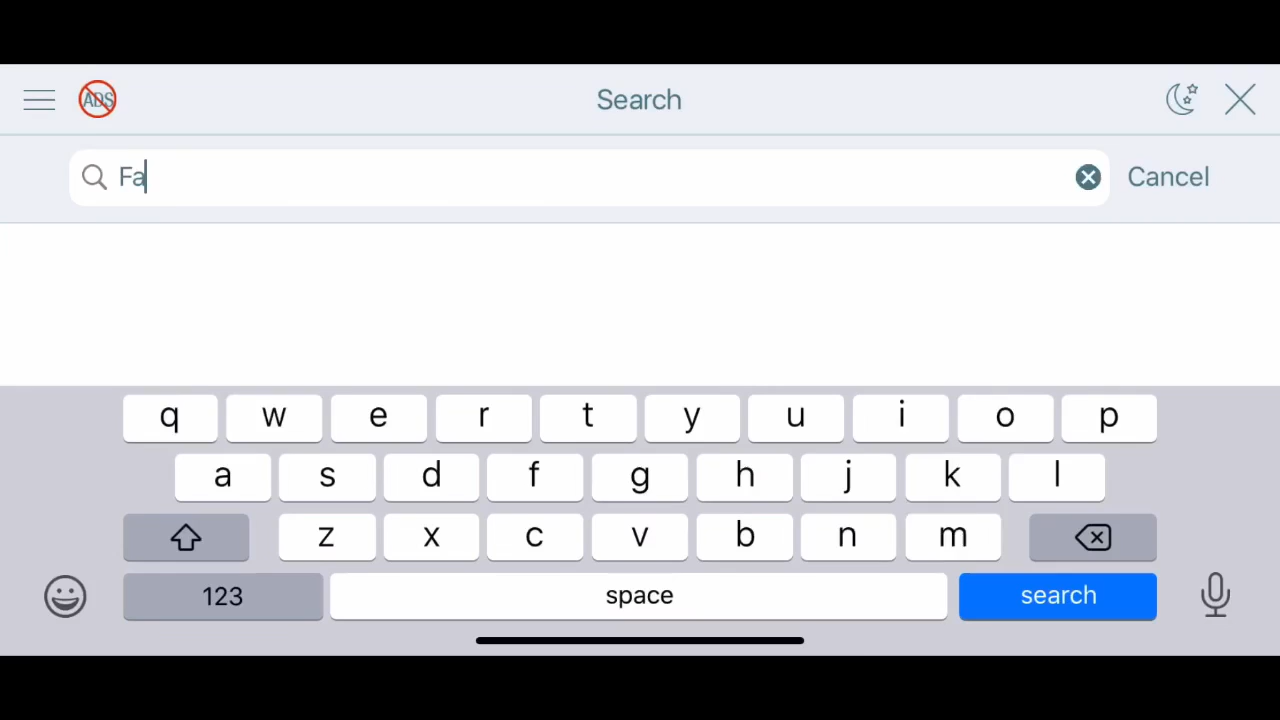 ADS
Search
Fa
Cancel
q w e r t y u i o p
a s d f g h j k l
z x c v b n m
123 space search